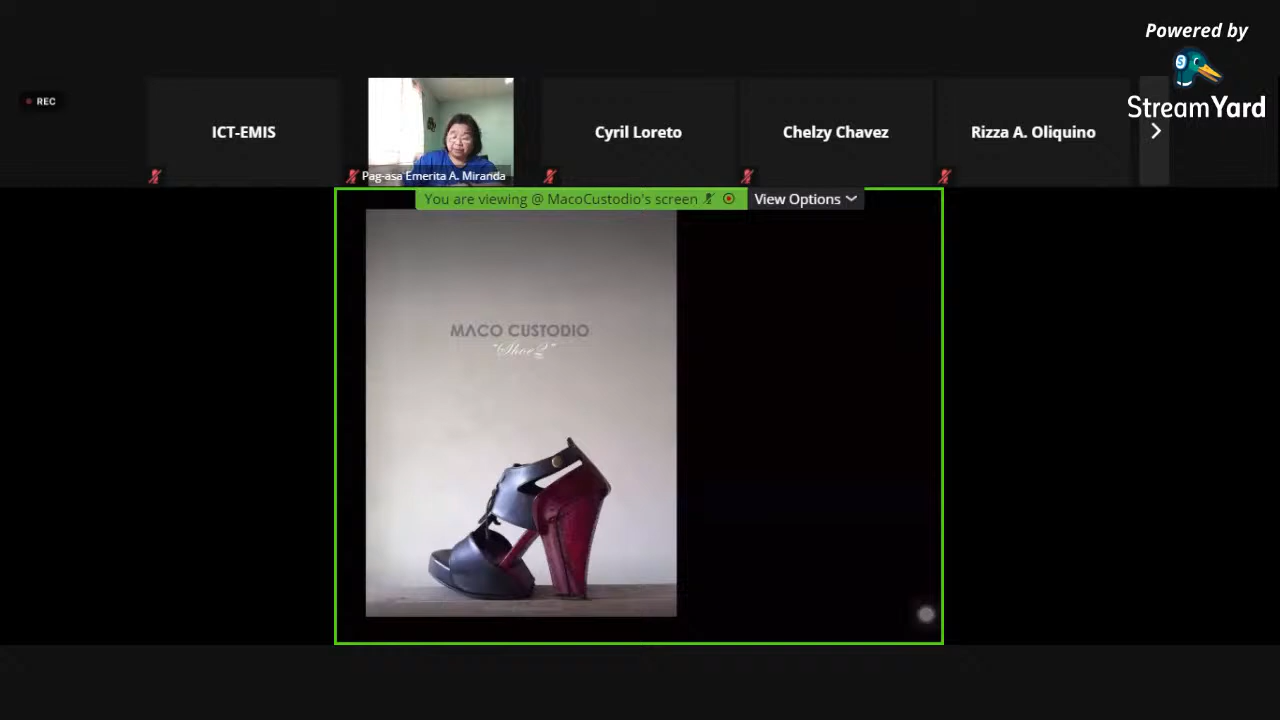 Powered by
StreamYard
REC
ICT-EMIS
Pag-asa Emerita A. Miranda
Cyril Loreto
Chelzy Chavez
Rizza A. Oliquino
You are viewing @ MacoCustodio's screen
View Options
MACO CUSTODIO
"Shoe2"